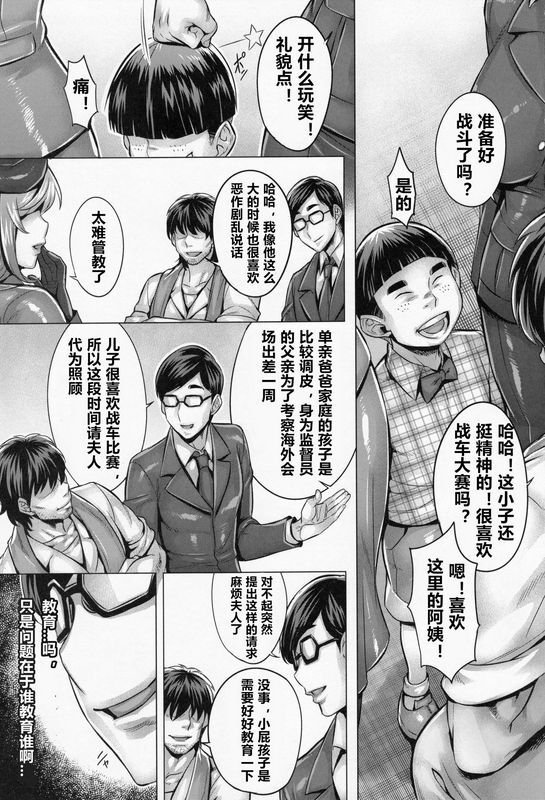 准备好
战斗了吗？
是的
哈哈！这小子还
挺精神的！很喜欢
战车大赛吗？
嗯！喜欢
这里的阿姨！
开什么玩笑！
礼貌点！
痛！
哈哈，我像他这么
大的时候也很喜欢
恶作剧乱说话
太难管教了
单亲爸爸家庭的孩子是
比较调皮，身为监督员
的父亲为了考察海外会
场出差一周
儿子很喜欢战车比赛，
所以这段时间请夫人
代为照顾
对不起突然
提出这样的请求
麻烦夫人了
没事，小屁孩子是
需要好好教育一下
教育…吗，
只是问题在于谁教育谁啊…